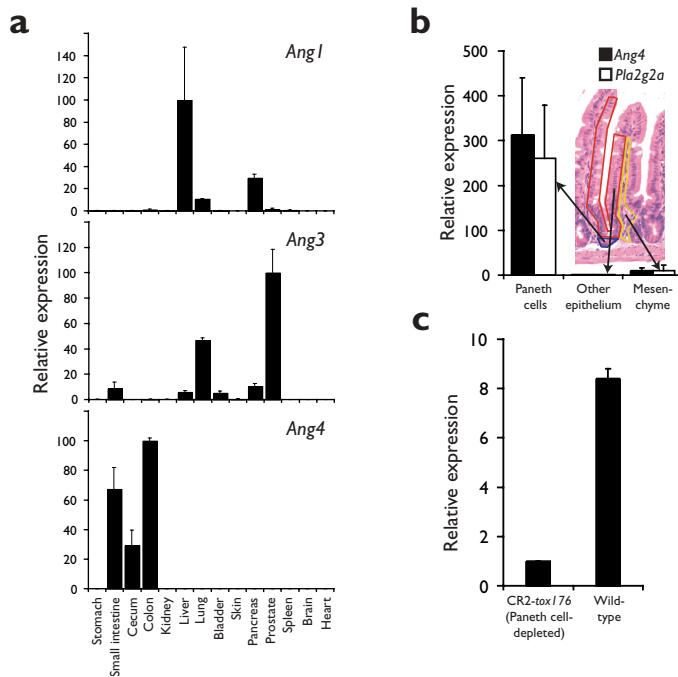 a
Relative expression
Ang1
140
120
100
80
60
40
20
0
Ang3
120
100
80
60
40
20
0
Ang4
100
80
60
40
20
0
Stomach
Small intestine
Cecum
Colon
Kidney
Liver
Lung
Bladder
Skin
Pancreas
Prostate
Spleen
Brain
Heart
b
Relative expression
500
400
300
200
100
0
Ang4
Pla2g2a
Paneth
cells
Other
epithelium
Mesen-
chyme
c
Relative expression
10
8
6
4
2
0
CR2-tox176
(Paneth cell-
depleted)
Wild-
type